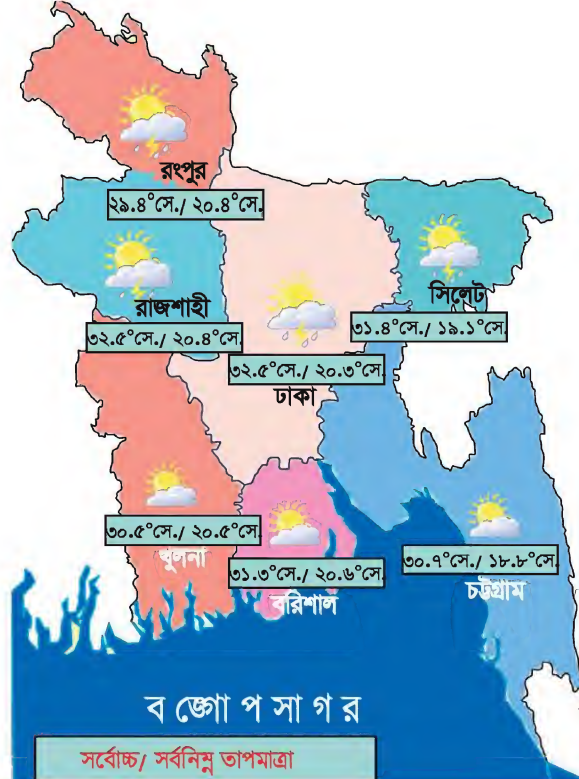 রংপুর
২৯.৪°সে./ ২০.৪°সে.
রাজশাহী
৩২.৫°সে./ ২০.৪°সে.
সিলেট
৩১.৪°সে./ ১৯.১°সে.
৩২.৫°সে./ ২০.৩°সে.
ঢাকা
৩০.৫°সে./ ২০.৫°সে.
খুলনা
৩১.৩°সে./ ২০.৬°সে.
বরিশাল
৩০.৭°সে./ ১৮.৮°সে.
চট্টগ্রাম
ব ঙ্গো প সা গ র
সর্বোচ্চ/ সর্বনিম্ন তাপমাত্রা